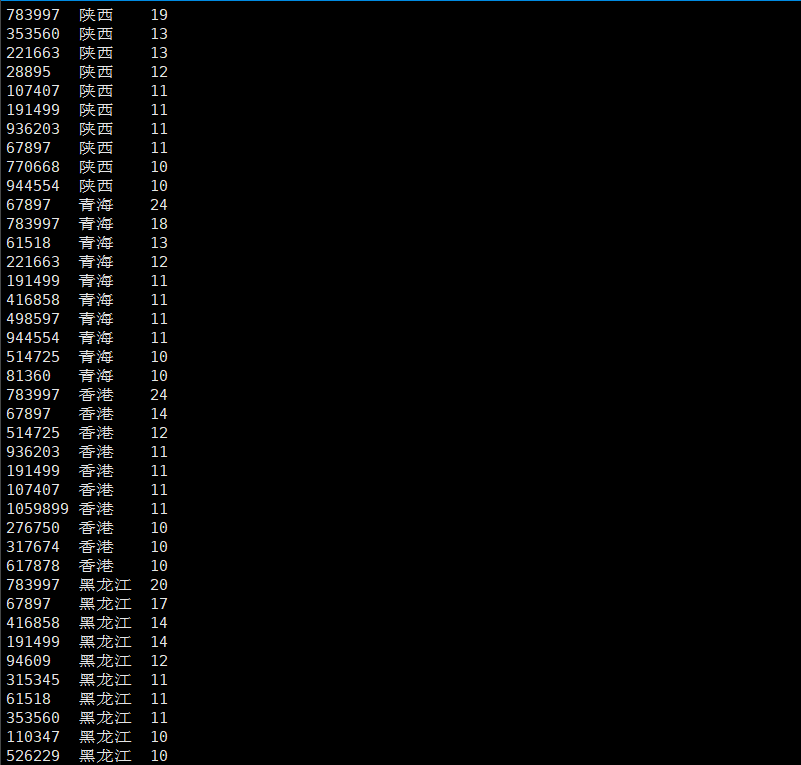 783997 陕西 19
353560 陕西 13
221663 陕西 13
28895 陕西 12
107407 陕西 11
191499 陕西 11
936203 陕西 11
67897 陕西 11
770668 陕西 10
944554 陕西 10
67897 青海 24
783997 青海 18
61518 青海 13
221663 青海 12
191499 青海 11
416858 青海 11
498597 青海 11
944554 青海 11
514725 青海 10
81360 青海 10
783997 香港 24
67897 香港 14
514725 香港 12
936203 香港 11
191499 香港 11
107407 香港 11
1059899 香港 11
276750 香港 10
317674 香港 10
617878 香港 10
783997 黑龙江 20
67897 黑龙江 17
416858 黑龙江 14
191499 黑龙江 14
94609 黑龙江 12
315345 黑龙江 11
61518 黑龙江 11
353560 黑龙江 11
110347 黑龙江 10
526229 黑龙江 10